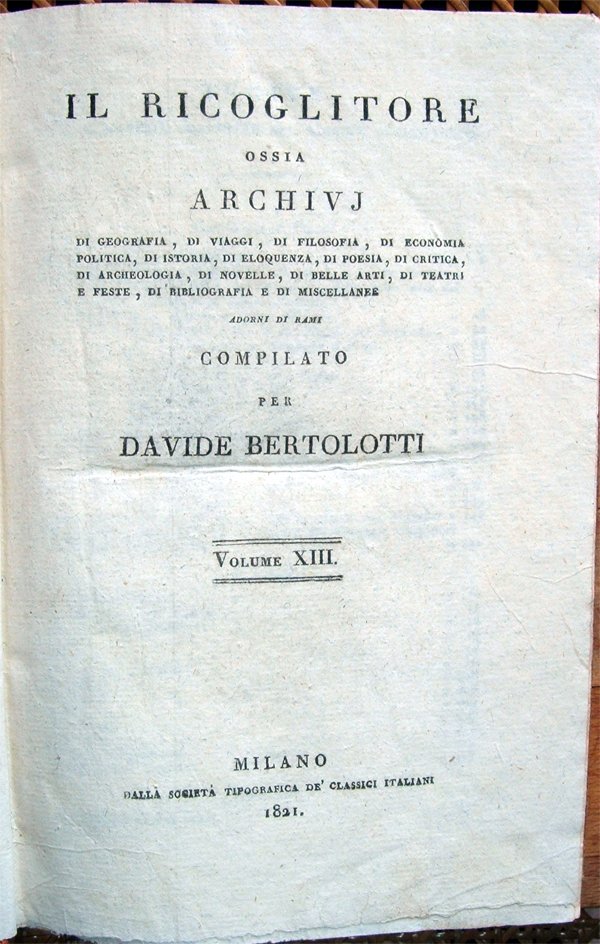 IL RICOGLITORE
OSSIA
ARCHIVJ
DI GEOGRAFIA, DI VIAGGI, DI FILOSOFIA, DI ECONOMIA
POLITICA, DI ISTORIA, DI ELOQUENZA, DI POESIA, DI CRITICA,
DI ARCHEOLOGIA, DI NOVELLE, DI BELLE ARTI, DI TEATRI
E FESTE, DI BIBLIOGRAFIA E DI MISCELLANEE
ADORNI DI RAMI
COMPILATO
PER
DAVIDE BERTOLOTTI
VOLUME XIII.
MILANO
DALLA SOCIETÀ TIPOGRAFICA DE' CLASSICI ITALIANI
1821.